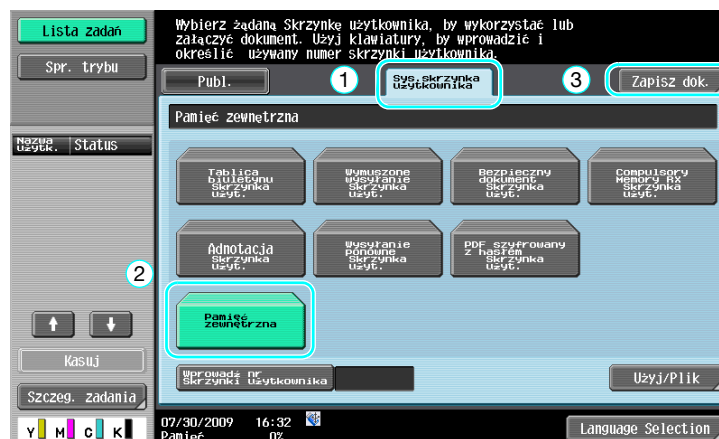 Lista zadań
Spr. trybu
Nazwa użytk.
Status
Kasuj
Szczeg. zadania
Y M C K
Wybierz żądaną Skrzynkę użytkownika, by wykorzystać lub
załączyć dokument. Użyj klawiatury, by wprowadzić i
określić używany numer skrzynki użytkownika.
Publ.
1
Sys.skrzynka
użytkownika
3
Zapisz dok.
Pamięć zewnętrzna
Tablica
biuletynu
Skrzynka
użyt.
Wymuszone
wysyłanie
Skrzynka
użyt.
Bezpieczny
dokument
Skrzynka
użyt.
Compulsory
Memory RX
Skrzynka
użyt.
Adnotacja
Skrzynka
użyt.
Wysyłanie
ponowne
Skrzynka
użyt.
PDF szyfrowany
z hasłem
Skrzynka
użyt.
2
Pamięć
zewnętrzna
Wprowadź nr
Skrzynki użytkownika
Użyj/Plik
07/30/2009 16:32
Pamięć 0%
Language Selection